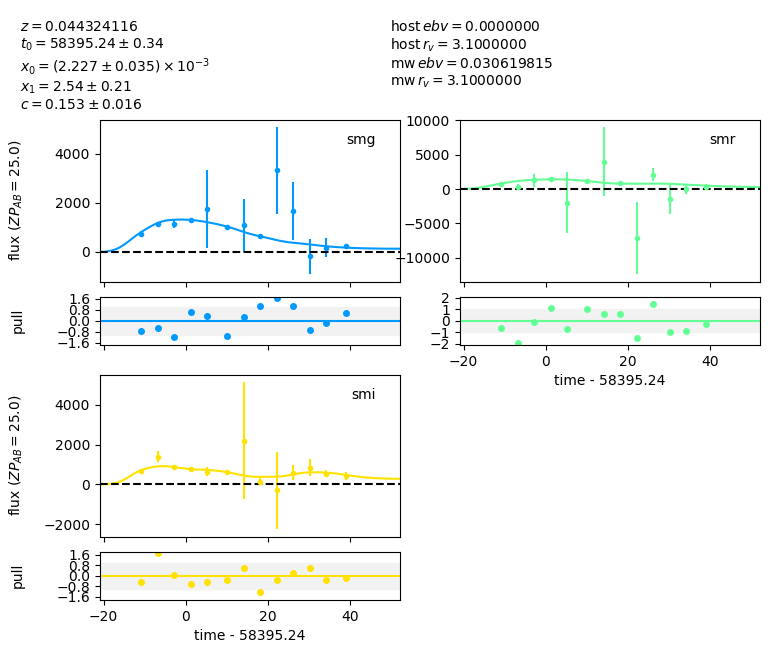 z = 0.044324116
t₀ = 58395.24 ± 0.34
x₀ = (2.227 ± 0.035) × 10⁻³
x₁ = 2.54 ± 0.21
c = 0.153 ± 0.016
host ebv = 0.0000000
host r_v = 3.1000000
mw ebv = 0.030619815
mw r_v = 3.1000000
smg
flux (ZP_AB = 25.0)
4000
2000
0
pull
1.6
0.8
0.0
−0.8
−1.6
smr
10000
5000
0
−5000
−10000
2
1
0
−1
−2
−20 0 20 40
time - 58395.24
smi
flux (ZP_AB = 25.0)
4000
2000
0
−2000
pull
1.6
0.8
0.0
−0.8
−1.6
−20 0 20 40
time - 58395.24